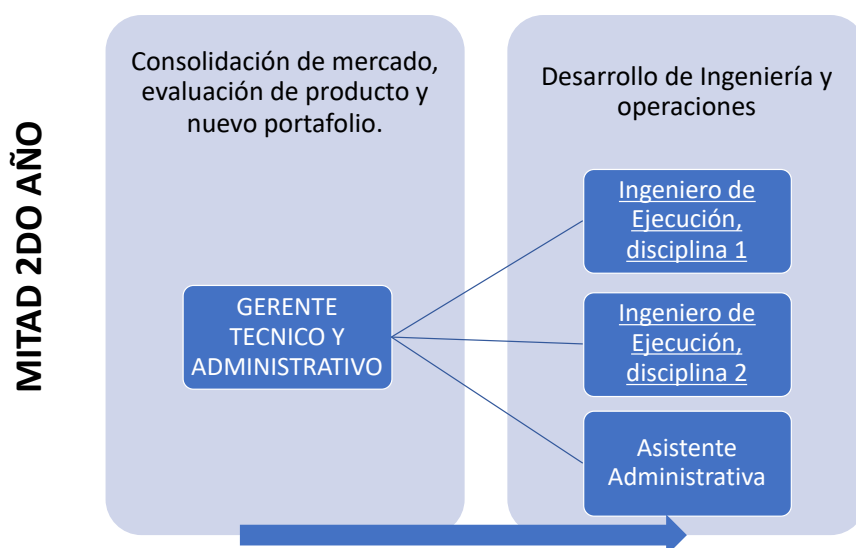 MITAD 2DO AÑO
Consolidación de mercado,
evaluación de producto y
nuevo portafolio.
GERENTE
TECNICO Y
ADMINISTRATIVO
Desarrollo de Ingeniería y
operaciones
Ingeniero de
Ejecución,
disciplina 1
Ingeniero de
Ejecución,
disciplina 2
Asistente
Administrativa